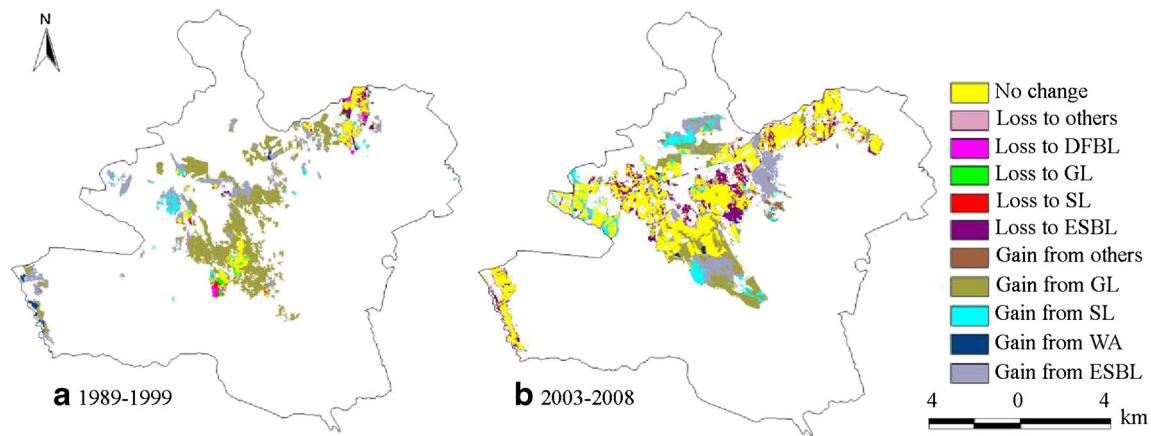 N
No change
Loss to others
Loss to DFBL
Loss to GL
Loss to SL
Loss to ESBL
Gain from others
Gain from GL
Gain from SL
Gain from WA
Gain from ESBL
a 1989-1999
b 2003-2008
4 0 4 km